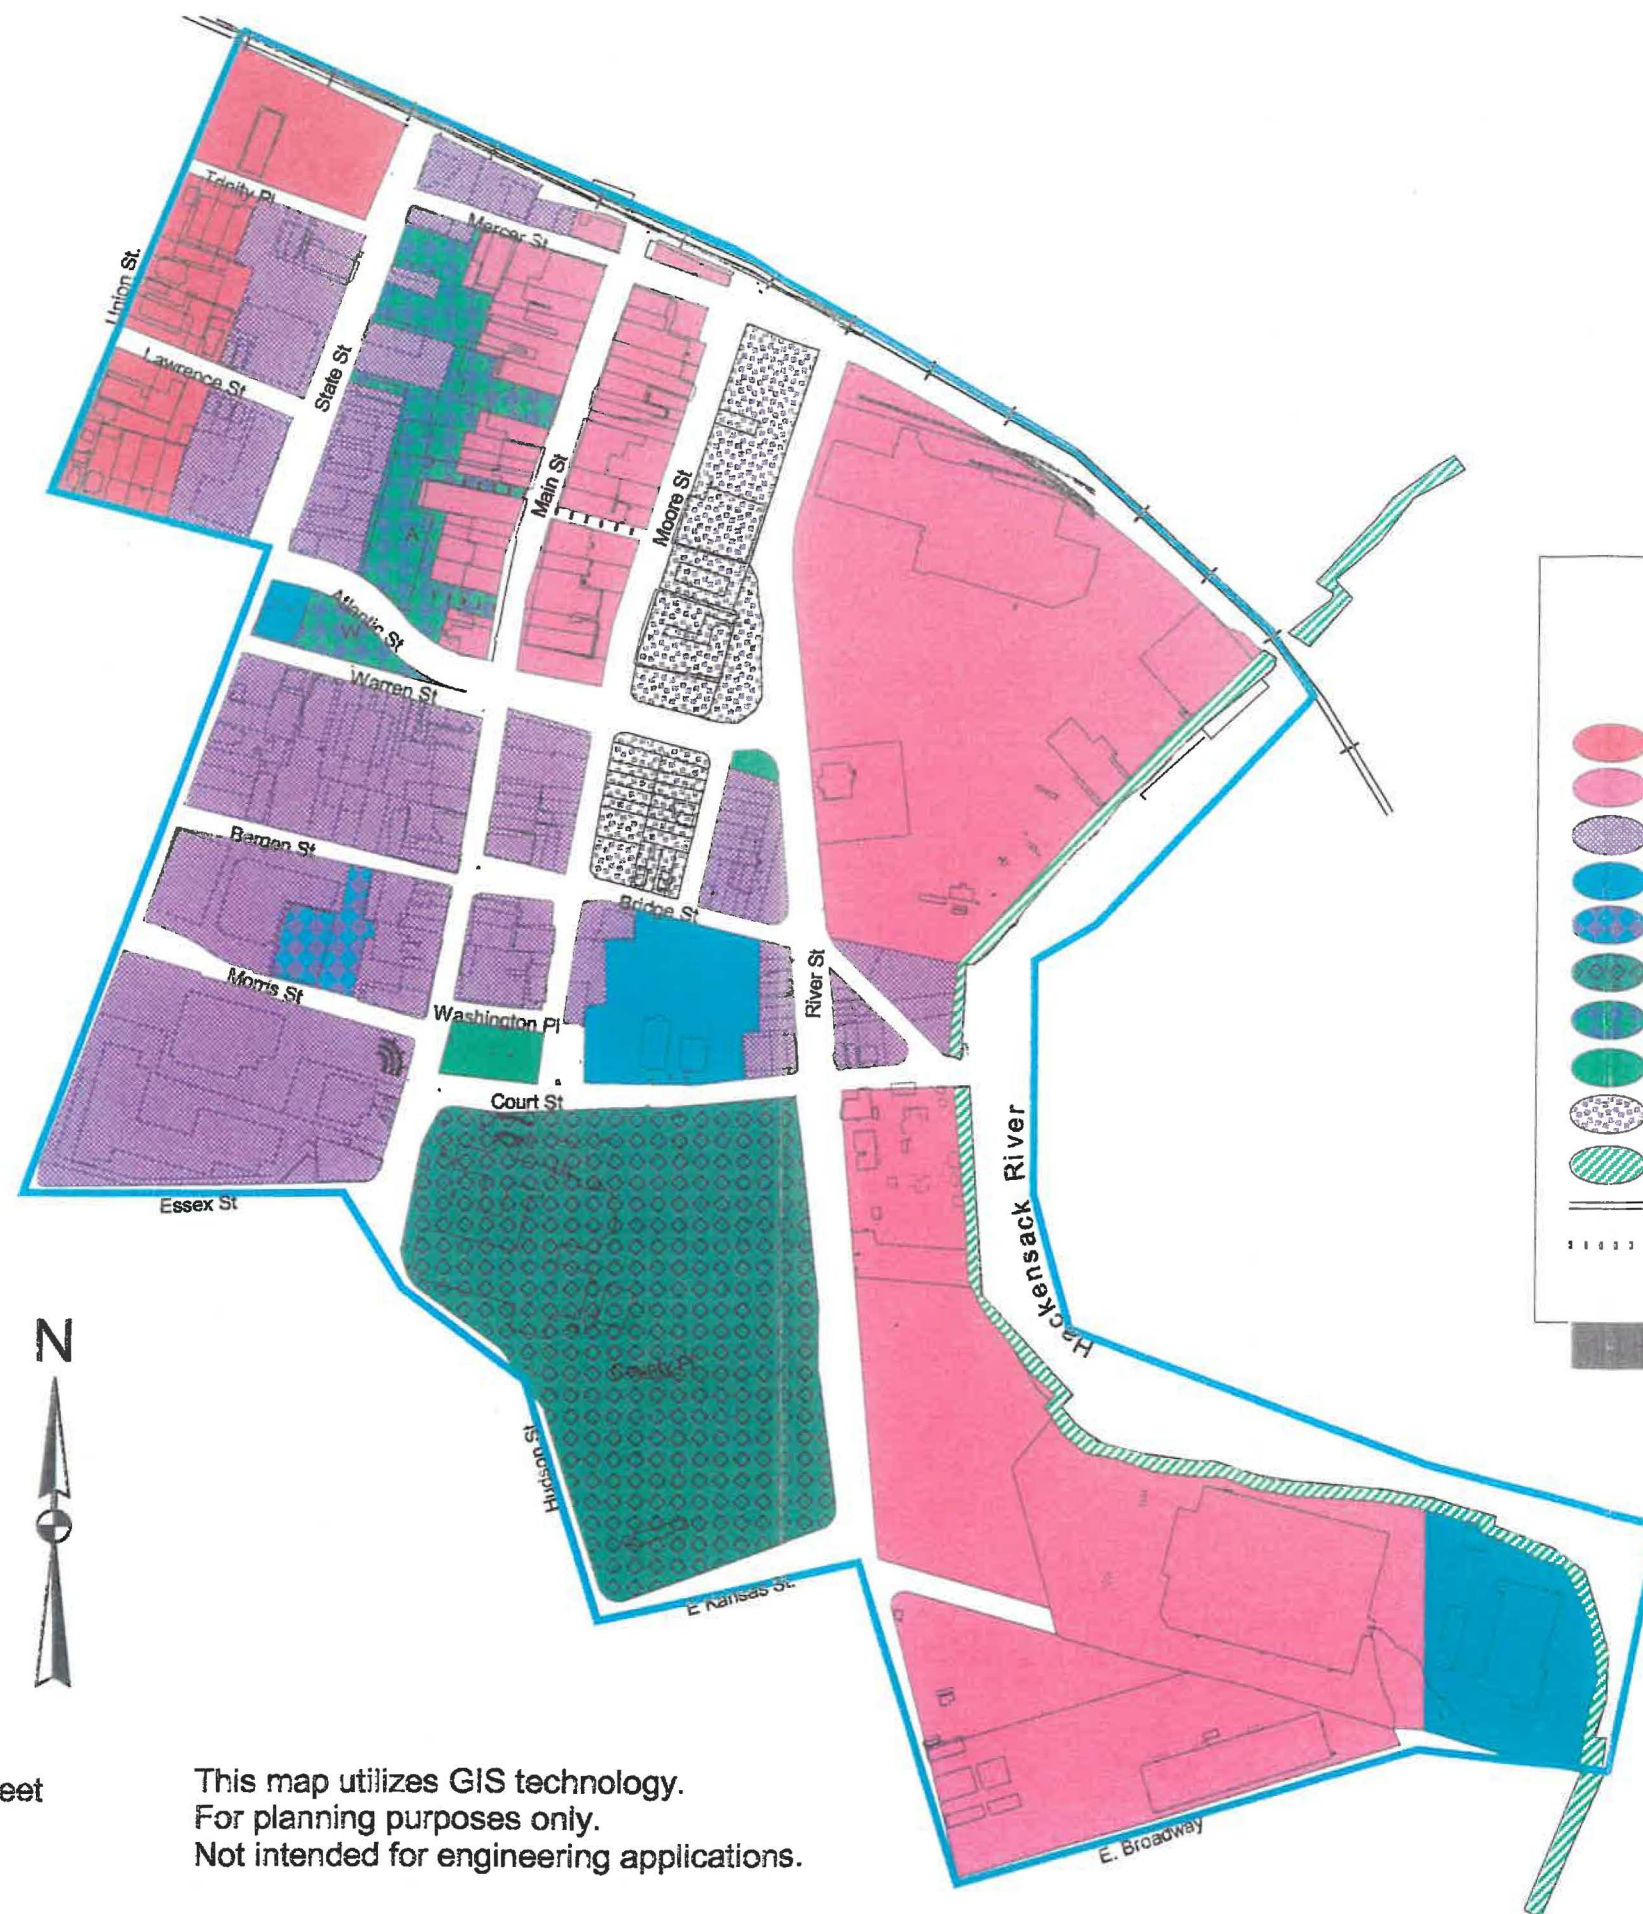 Trinity Pl
Mercer St
Union St.
Lawrence St
State St
Main St
Moore St
A
Atlantic St
W
Warren St
Bergen St
Bridge St
Morris St
Washington Pl
River St
Court St
Essex St
Hackensack River
N
Hudson St
E Kansas St.
E. Broadway
eet
This map utilizes GIS technology.
For planning purposes only.
Not intended for engineering applications.